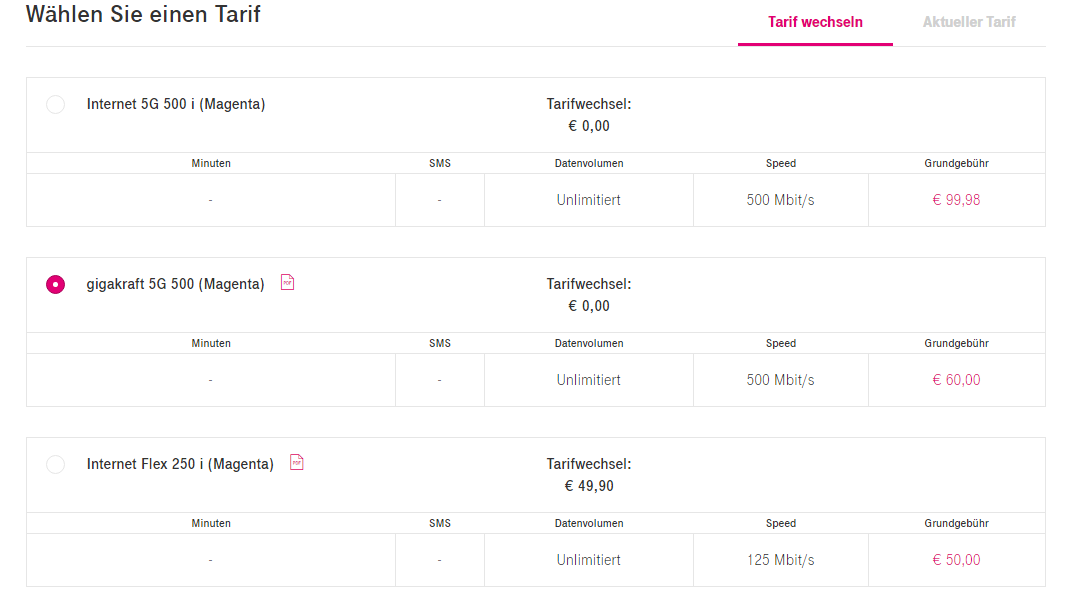 Wählen Sie einen Tarif
Tarif wechseln Aktueller Tarif
Internet 5G 500 i (Magenta) Tarifwechsel:
€ 0,00
Minuten SMS Datenvolumen Speed Grundgebühr
- - Unlimitiert 500 Mbit/s € 99,98
gigakraft 5G 500 (Magenta) PDF Tarifwechsel:
€ 0,00
Minuten SMS Datenvolumen Speed Grundgebühr
- - Unlimitiert 500 Mbit/s € 60,00
Internet Flex 250 i (Magenta) PDF Tarifwechsel:
€ 49,90
Minuten SMS Datenvolumen Speed Grundgebühr
- - Unlimitiert 125 Mbit/s € 50,00